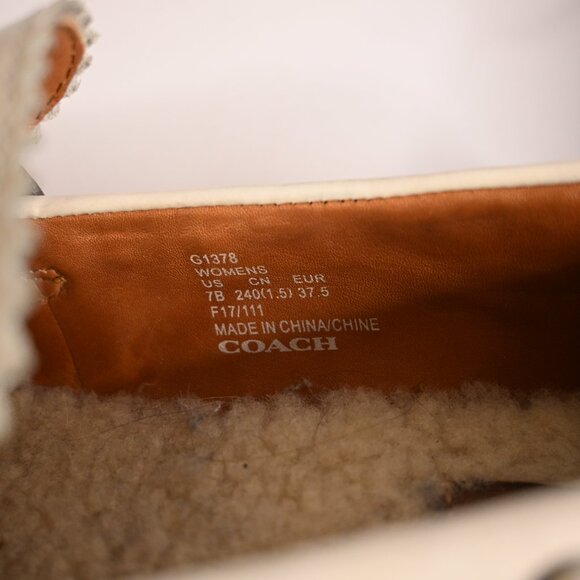 G1378
WOMENS
US CN EUR
7B 240(1.5) 37.5
F17/111
MADE IN CHINA/CHINE
COACH